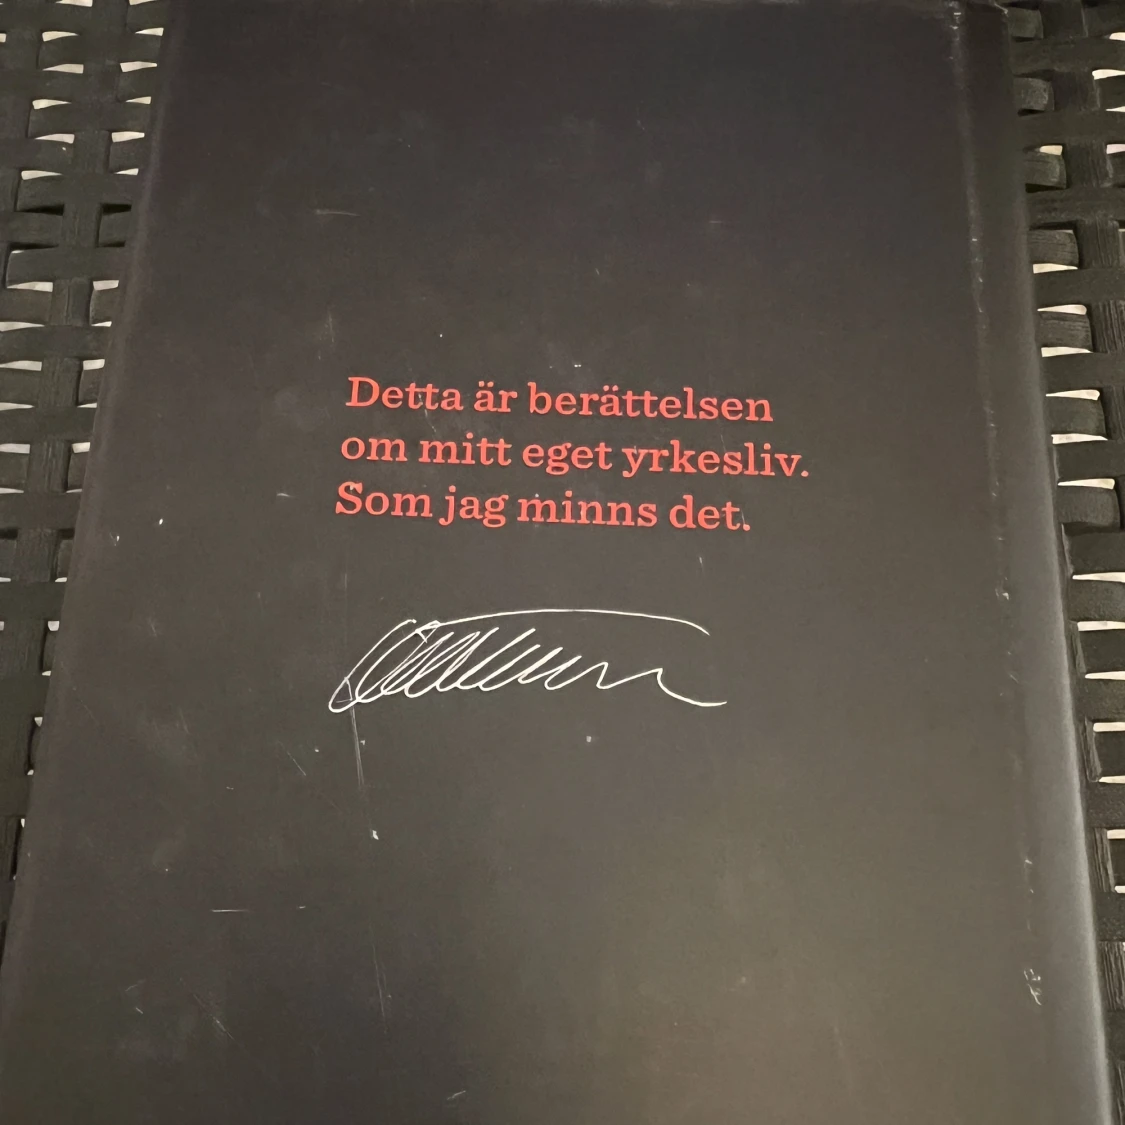 Detta är berättelsen
om mitt eget yrkesliv.
Som jag minns det.